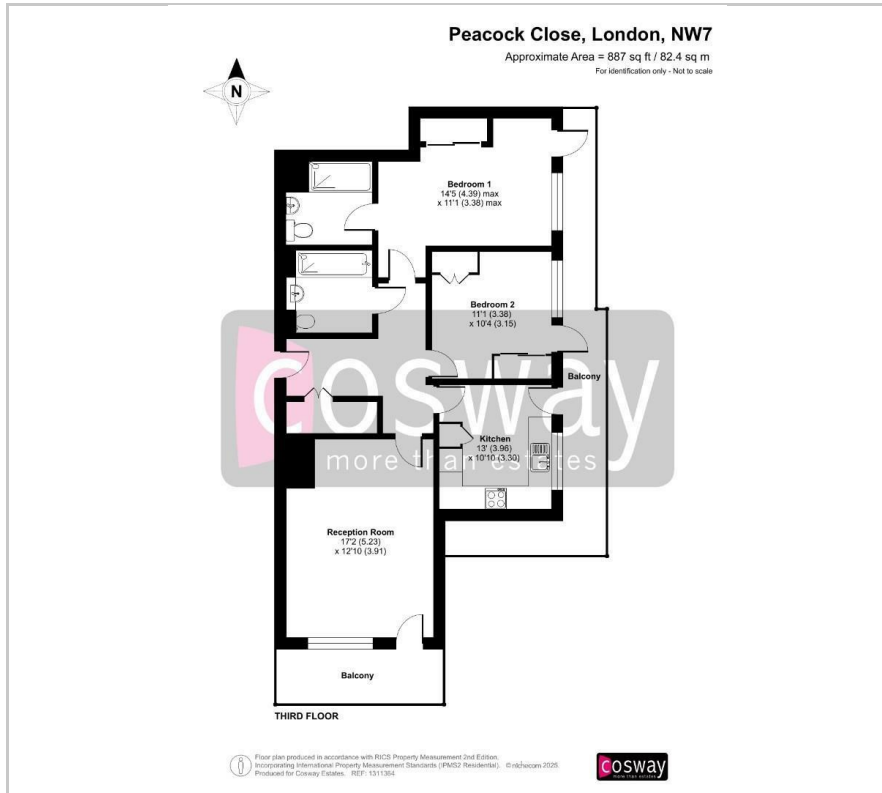 Peacock Close, London, NW7
Approximate Area = 887 sq ft / 82.4 sq m
For identification only - Not to scale
N
Bedroom 1
14'5 (4.39) max
x 11'1 (3.38) max
Bedroom 2
11'1 (3.38)
x 10'4 (3.15)
Balcony
cosway
more than estates
Kitchen
13' (3.96)
x 10'10 (3.30)
Reception Room
17'2 (5.23)
x 12'10 (3.91)
Balcony
THIRD FLOOR
Floor plan produced in accordance with RICS Property Measurement 2nd Edition.
Incorporating International Property Measurement Standards (IPMS2 Residential). © nichecom 2025.
Produced for Cosway Estates. REF: 1311364
cosway
more than estates